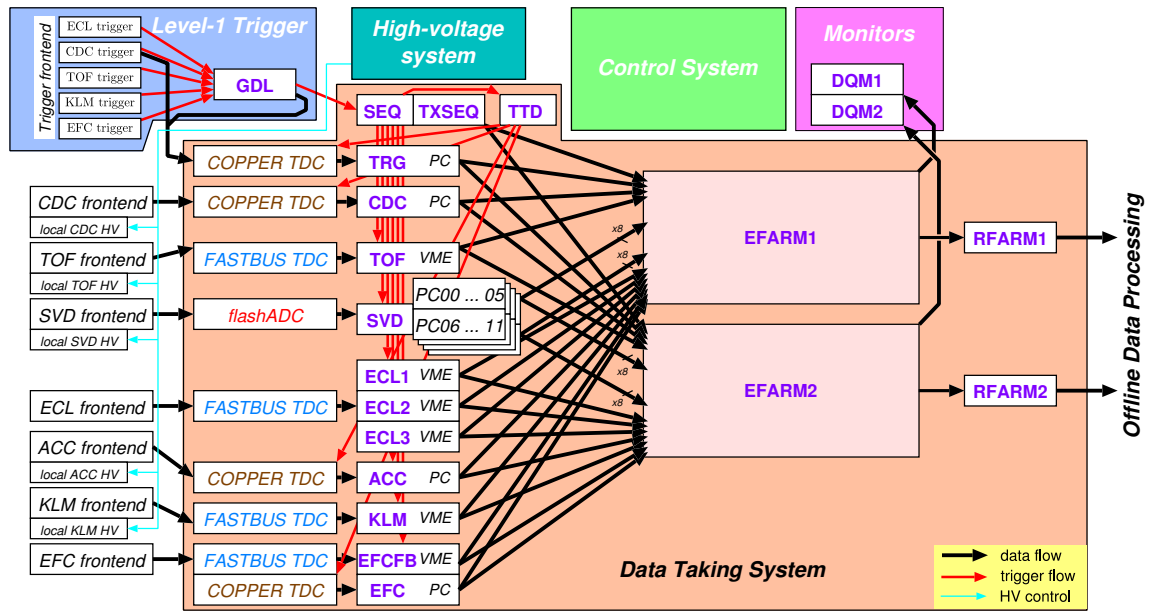 Level-1 Trigger
Trigger frontend
ECL trigger
CDC trigger
TOF trigger
KLM trigger
EFC trigger
GDL
High-voltage
system
Control System
Monitors
DQM1
DQM2
SEQ TXSEQ TTD
COPPER TDC TRG PC
CDC frontend COPPER TDC CDC PC
local CDC HV
TOF frontend FASTBUS TDC TOF VME
local TOF HV
SVD frontend flashADC SVD
local SVD HV
PC00 ... 05
PC06 ... 11
ECL1 VME
ECL frontend FASTBUS TDC ECL2 VME
ECL3 VME
ACC frontend COPPER TDC ACC PC
local ACC HV
KLM frontend FASTBUS TDC KLM VME
local KLM HV
EFC frontend FASTBUS TDC EFCFB VME
COPPER TDC EFC PC
x8
x8
x8
x8
EFARM1 RFARM1
EFARM2 RFARM2
Offline Data Processing
Data Taking System
data flow
trigger flow
HV control